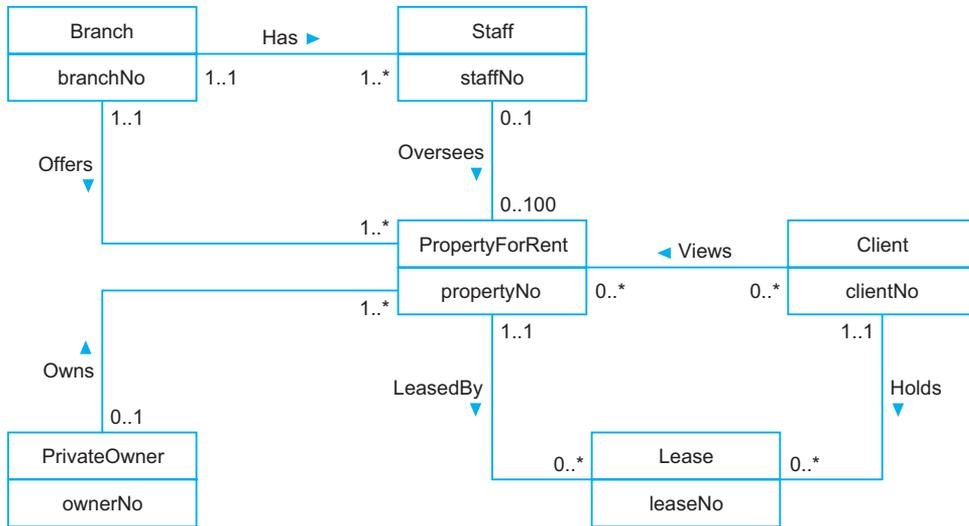 Branch
Has ►
Staff
branchNo
1..1
1..*
staffNo
1..1
0..1
Offers
▼
Oversees
▼
0..100
1..*
PropertyForRent
◄ Views
Client
propertyNo
0..*
0..*
clientNo
1..*
1..1
1..1
▲
Owns
LeasedBy
▼
Holds
▼
0..1
PrivateOwner
0..*
Lease
0..*
ownerNo
leaseNo